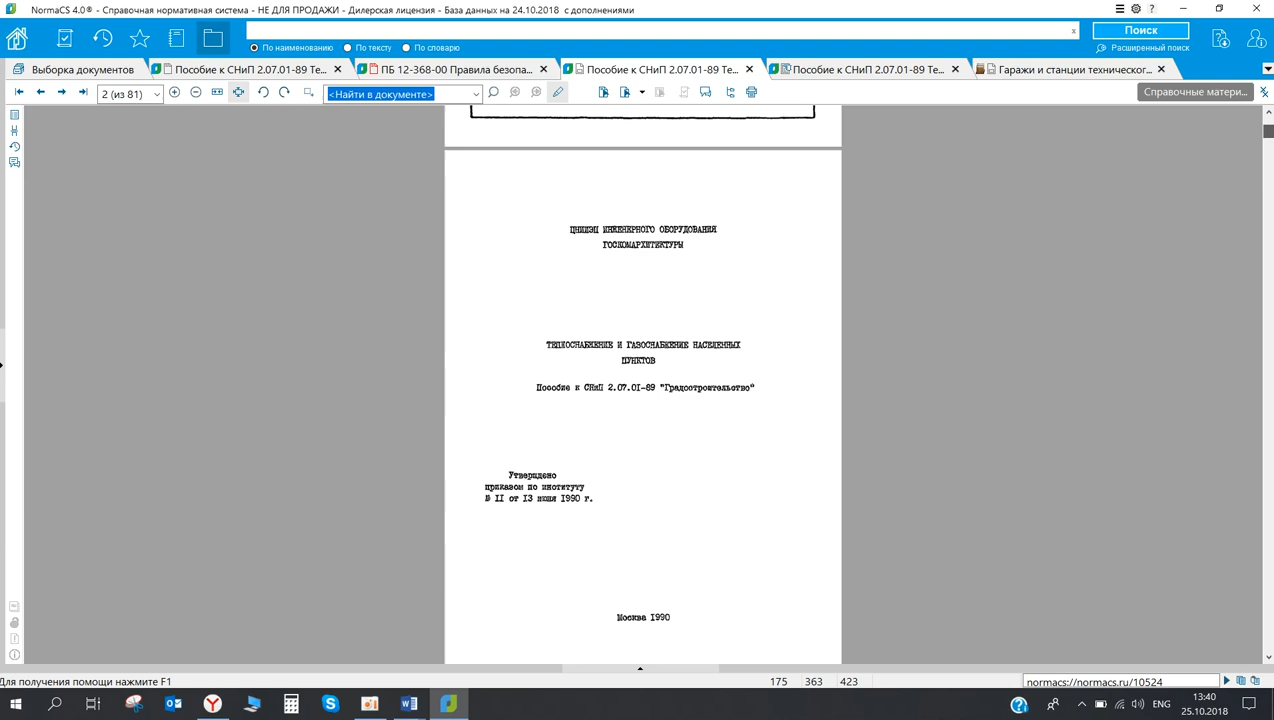 NormaCS 4.0® - Справочная нормативная система - НЕ ДЛЯ ПРОДАЖИ - Дилерская лицензия - База данных на 24.10.2018 с дополнениями
Поиск
По наименованию По тексту По словарю
Расширенный поиск
Выборка документов Пособие к СНиП 2.07.01-89 Те... ПБ 12-368-00 Правила безопа... Пособие к СНиП 2.07.01-89 Те... Пособие к СНиП 2.07.01-89 Те... Гаражи и станции техническог...
2 (из 81) <Найти в документе> Справочные матери...
ЦНИИЭП ИНЖЕНЕРНОГО ОБОРУДОВАНИЯ
ГОСКОМАРХИТЕКТУРЫ
ТЕПЛОСНАБЖЕНИЕ И ГАЗОСНАБЖЕНИЕ НАСЕЛЕННЫХ
ПУНКТОВ
Пособие к СНиП 2.07.01-89 "Градостроительство"
Утверждено
приказом по институту
№ 11 от 13 июня 1990 г.
Москва 1990
Для получения помощи нажмите F1 175 363 423 normacs://normacs.ru/10524
ENG
13:40
25.10.2018